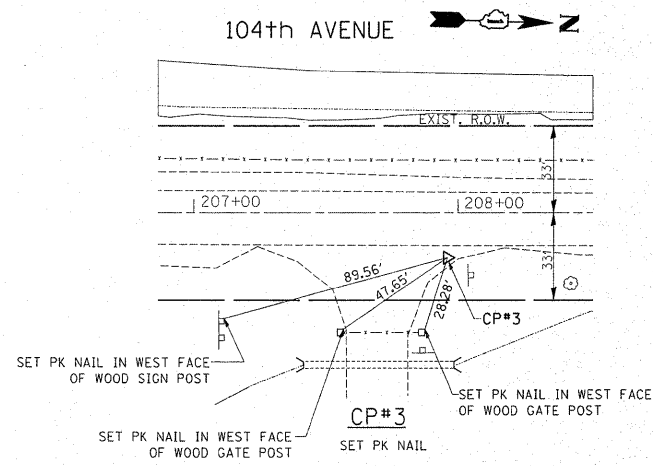 104th AVENUE
N
EXIST. R.O.W.
33'
207+00
208+00
33'
89.56'
47.65'
28.28'
CP#3
SET PK NAIL IN WEST FACE
OF WOOD SIGN POST
SET PK NAIL IN WEST FACE
OF WOOD GATE POST
CP#3
SET PK NAIL IN WEST FACE
OF WOOD GATE POST
SET PK NAIL